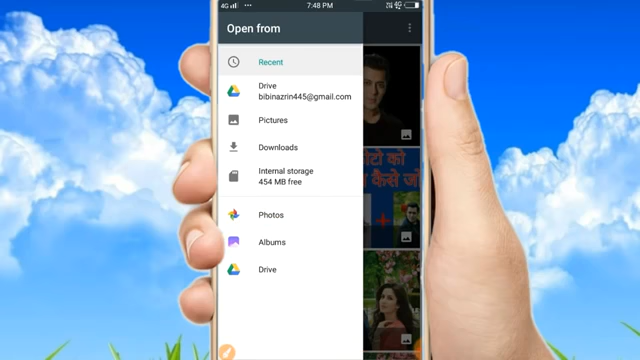 4G
7:48 PM
4G
Open from
Recent
Drive
bibinazrin445@gmail.com
Pictures
Downloads
Internal storage
454 MB free
Photos
Albums
Drive
को
कैसे